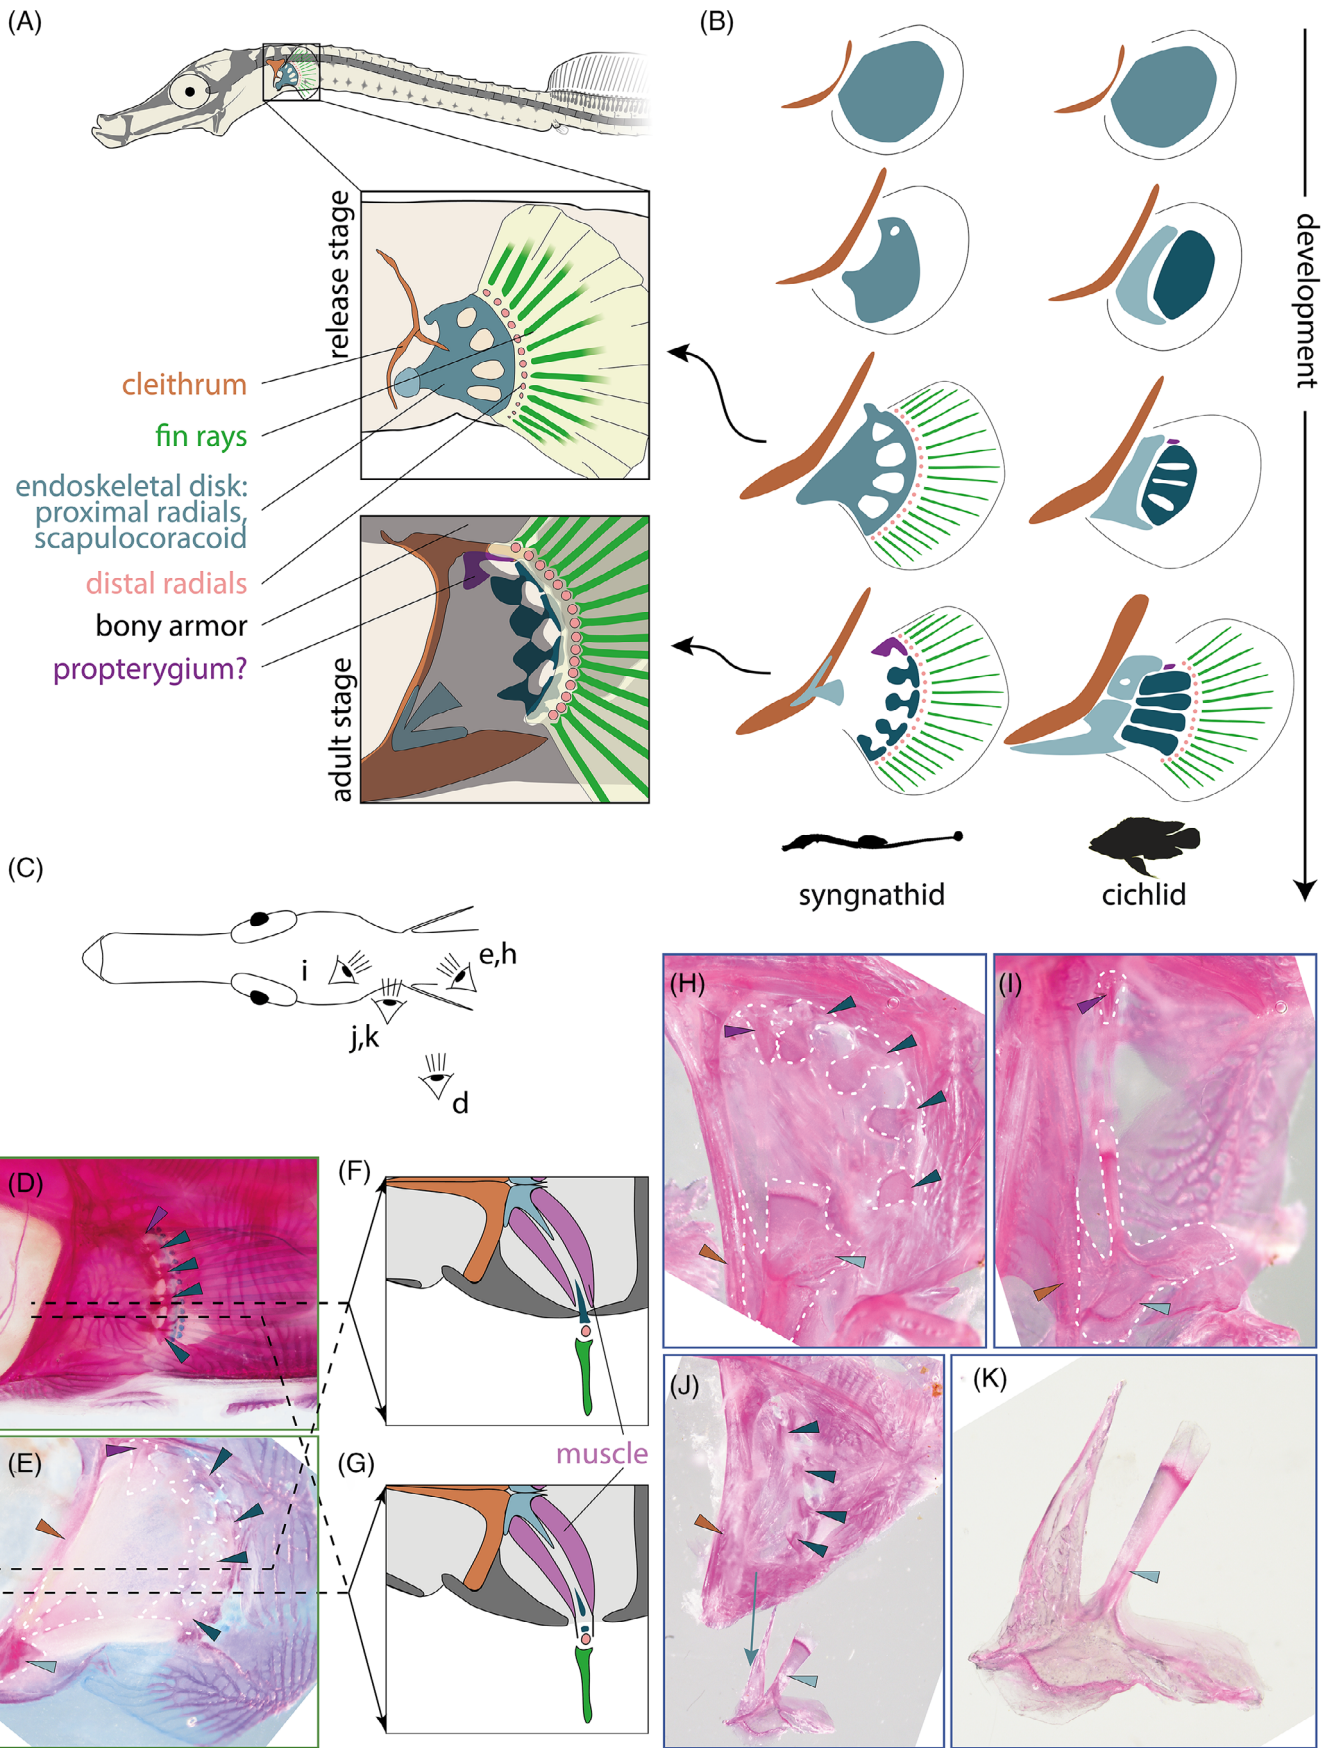 (A)
release stage
cleithrum
fin rays
endoskeletal disk:
proximal radials,
scapulocoracoid
distal radials
bony armor
propterygium?
adult stage
(B)
development
syngnathid
cichlid
(C)
i
e,h
j,k
d
(D)
(E)
(F)
muscle
(G)
(H)
(I)
(J)
(K)